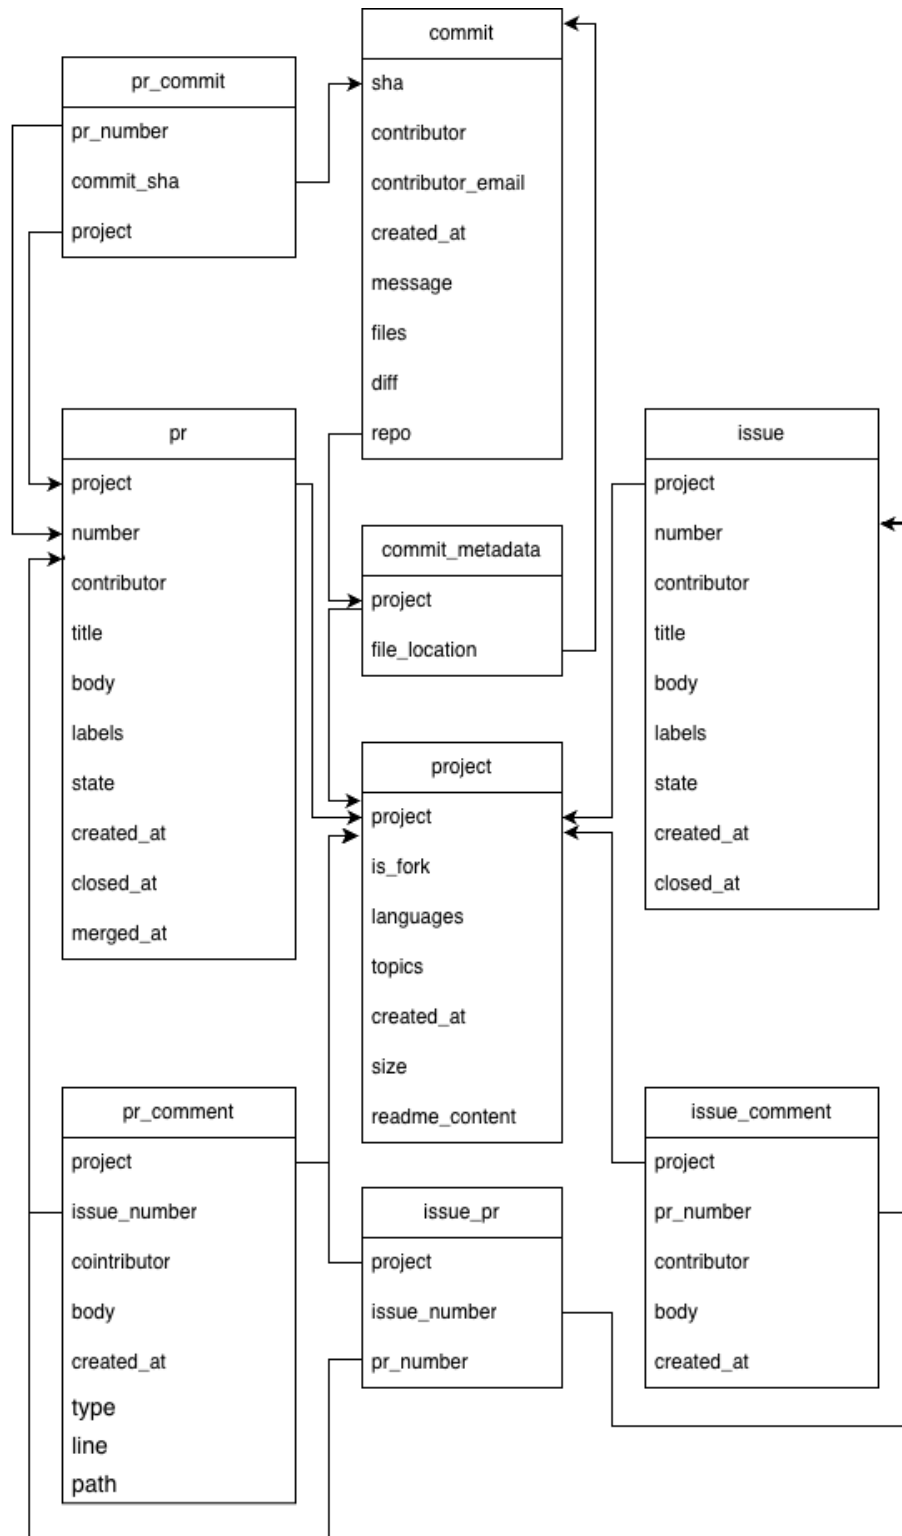 commit
sha
contributor
contributor_email
created_at
message
files
diff
repo
pr_commit
pr_number
commit_sha
project
pr
project
number
contributor
title
body
labels
state
created_at
closed_at
merged_at
commit_metadata
project
file_location
issue
project
number
contributor
title
body
labels
state
created_at
closed_at
project
project
is_fork
languages
topics
created_at
size
readme_content
pr_comment
project
issue_number
cointributor
body
created_at
type
line
path
issue_pr
project
issue_number
pr_number
issue_comment
project
pr_number
contributor
body
created_at